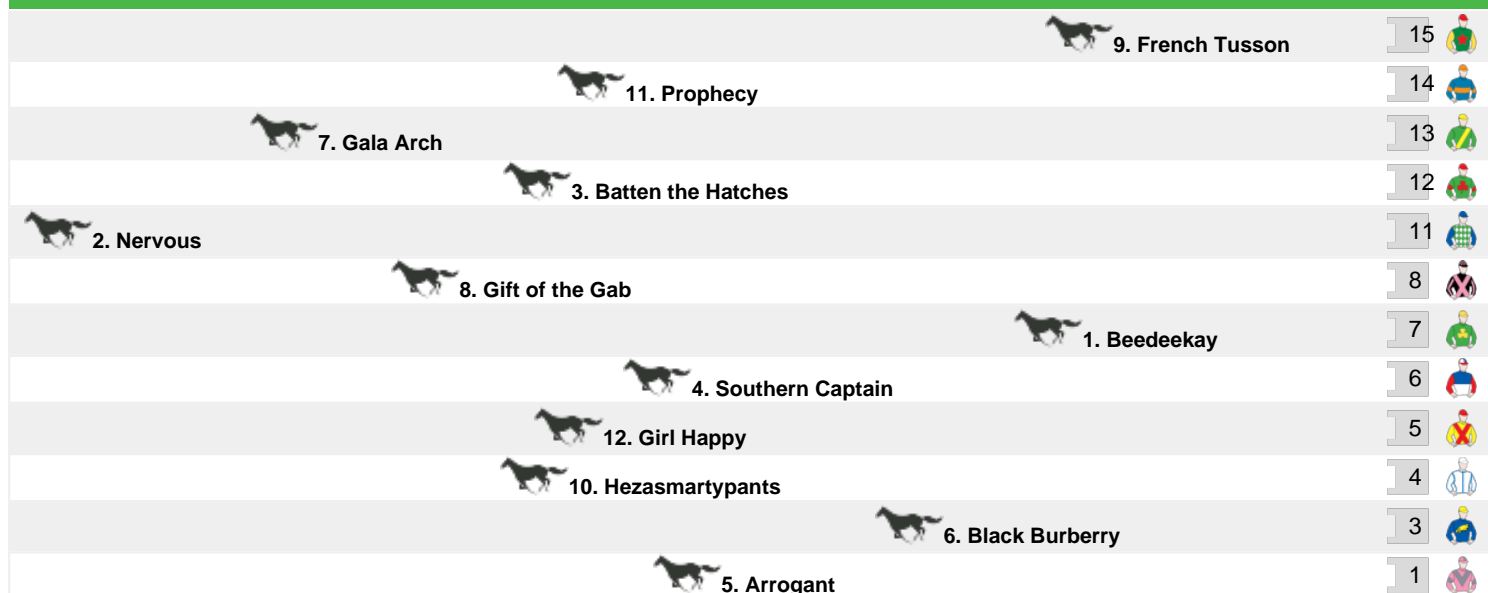 9. French Tusson 15
11. Prophecy 14
7. Gala Arch 13
3. Batten the Hatches 12
2. Nervous 11
8. Gift of the Gab 8
1. Beedeekay 7
4. Southern Captain 6
12. Girl Happy 5
10. Hezasmartypants 4
6. Black Burberry 3
5. Arrogant 1